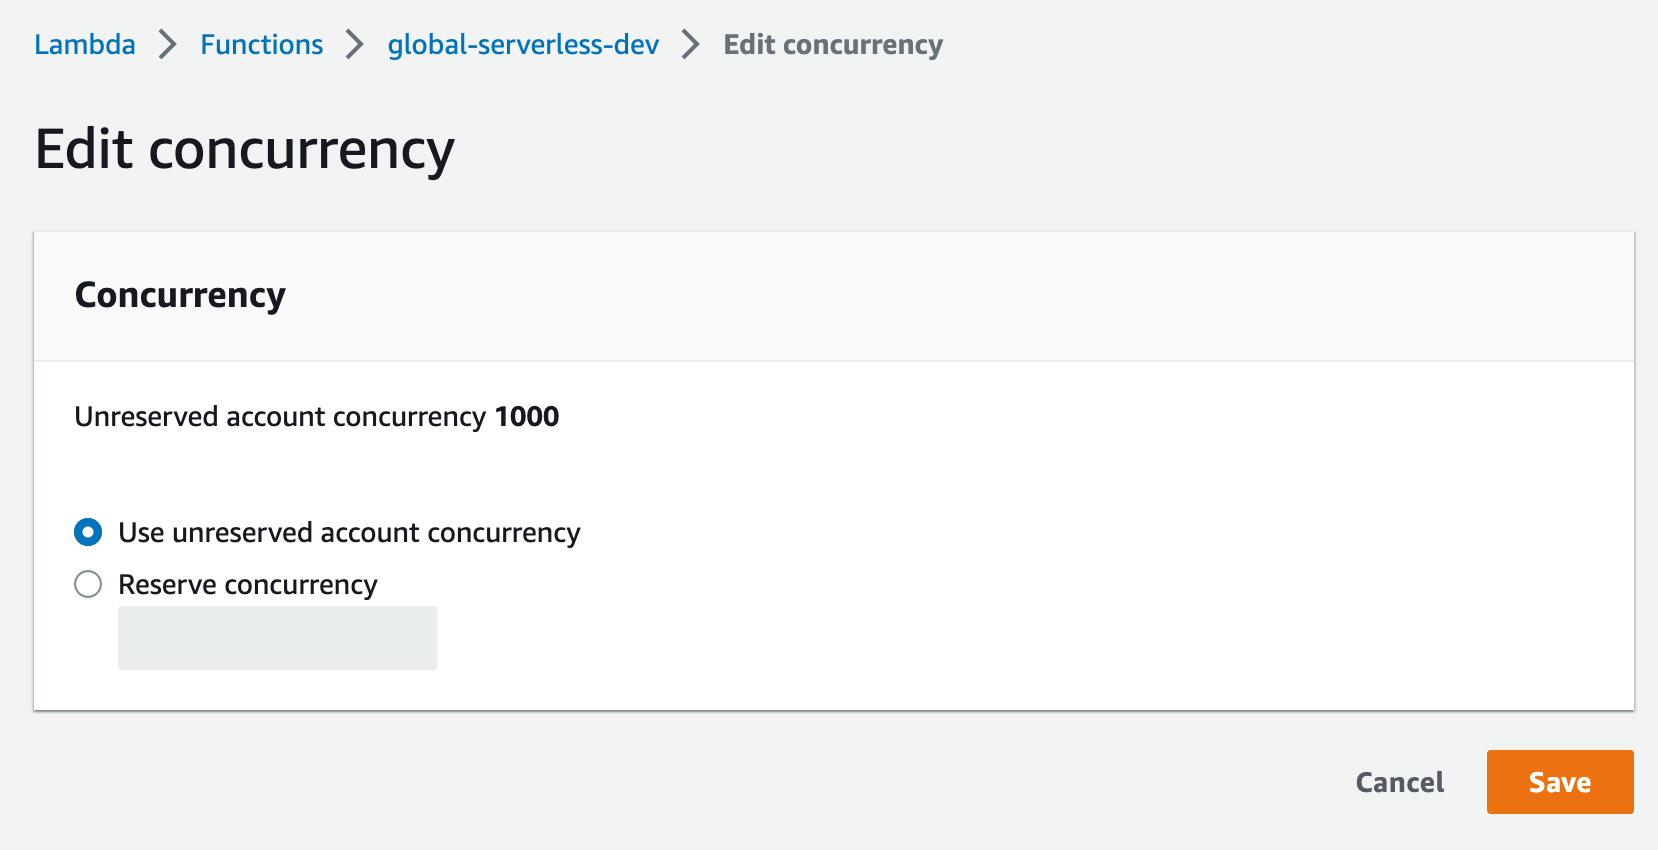 Lambda > Functions > global-serverless-dev > Edit concurrency
Edit concurrency
Concurrency
Unreserved account concurrency 1000
Use unreserved account concurrency
Reserve concurrency
Cancel Save